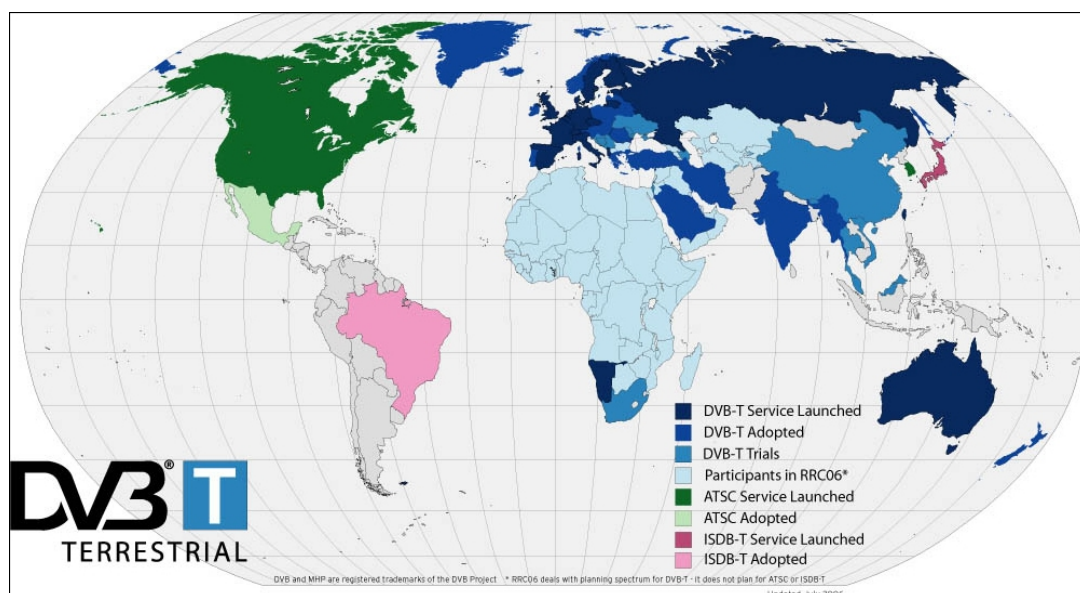 DVB-T Service Launched
DVB-T Adopted
DVB-T Trials
Participants in RRC06*
ATSC Service Launched
ATSC Adopted
ISDB-T Service Launched
ISDB-T Adopted
DVB® T
TERRESTRIAL
DVB and MHP are registered trademarks of the DVB Project * RRC06 deals with planning spectrum for DVB-T - it does not plan for ATSC or ISDB-T